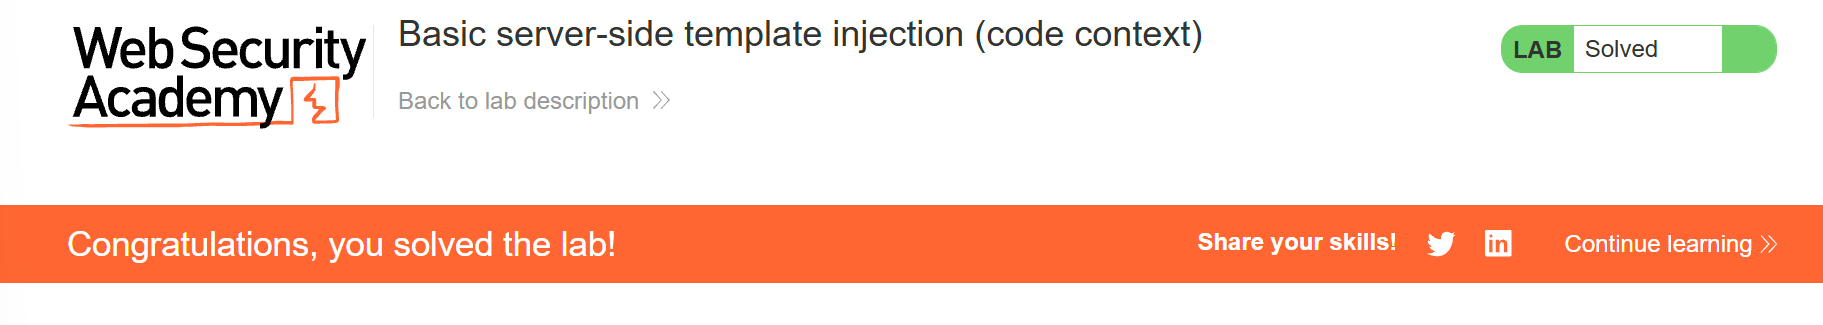 Web Security
Academy
Basic server-side template injection (code context)
Back to lab description
LAB Solved
Congratulations, you solved the lab!
Share your skills!
in
Continue learning